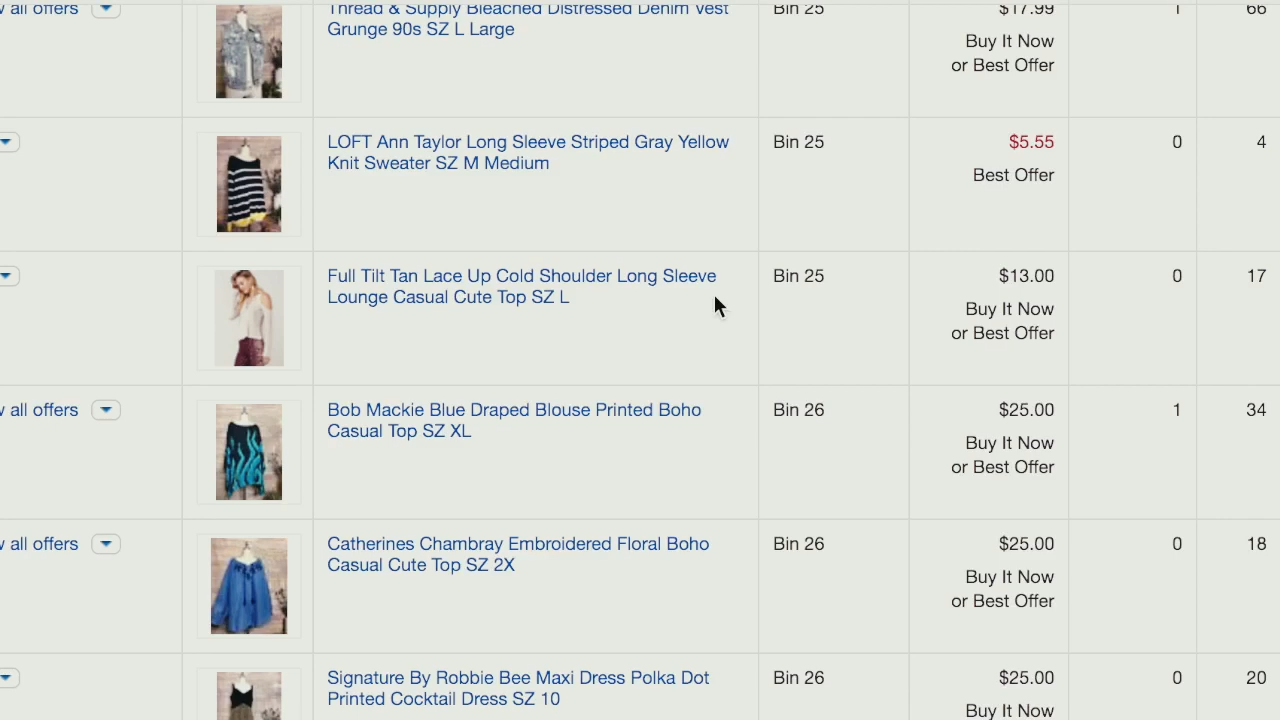 w all offers
Thread & Supply Bleached Distressed Denim Vest
Grunge 90s SZ L Large
Bin 25
$17.99
Buy It Now
or Best Offer
1
66
LOFT Ann Taylor Long Sleeve Striped Gray Yellow
Knit Sweater SZ M Medium
Bin 25
$5.55
Best Offer
0
4
Full Tilt Tan Lace Up Cold Shoulder Long Sleeve
Lounge Casual Cute Top SZ L
Bin 25
$13.00
Buy It Now
or Best Offer
0
17
w all offers
Bob Mackie Blue Draped Blouse Printed Boho
Casual Top SZ XL
Bin 26
$25.00
Buy It Now
or Best Offer
1
34
w all offers
Catherines Chambray Embroidered Floral Boho
Casual Cute Top SZ 2X
Bin 26
$25.00
Buy It Now
or Best Offer
0
18
Signature By Robbie Bee Maxi Dress Polka Dot
Printed Cocktail Dress SZ 10
Bin 26
$25.00
Buy It Now
0
20